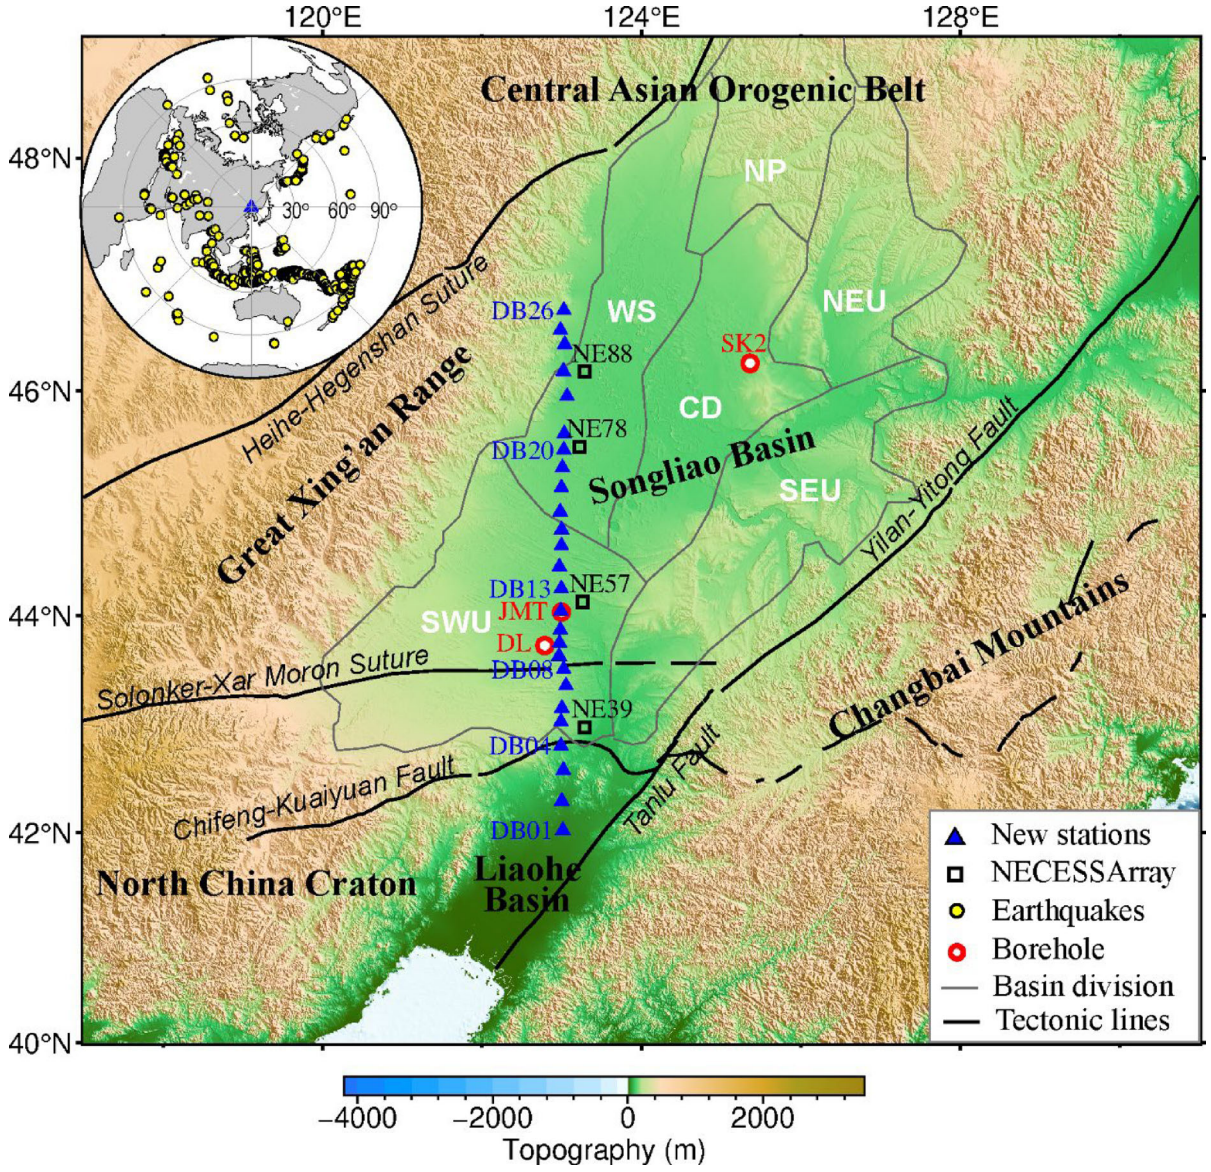 120°E
124°E
128°E
Central Asian Orogenic Belt
48°N
NP
30°
60°
90°
Heihe-Hegenshan Suture
WS
NEU
DB26
SK2
NE88
46°N
Great Xing'an Range
CD
NE78
DB20
Songliao Basin
SEU
Yilan-Yitong Fault
DB13
NE57
JMT
44°N
SWU
DL
DB08
Solonker-Xar Moron Suture
Changbai Mountains
NE39
DB04
Chifeng-Kuaiyuan Fault
Tanlu Fault
42°N
DB01
North China Craton
Liaohe
Basin
New stations
NECESSArray
Earthquakes
Borehole
Basin division
Tectonic lines
40°N
−4000
−2000
0
2000
Topography (m)